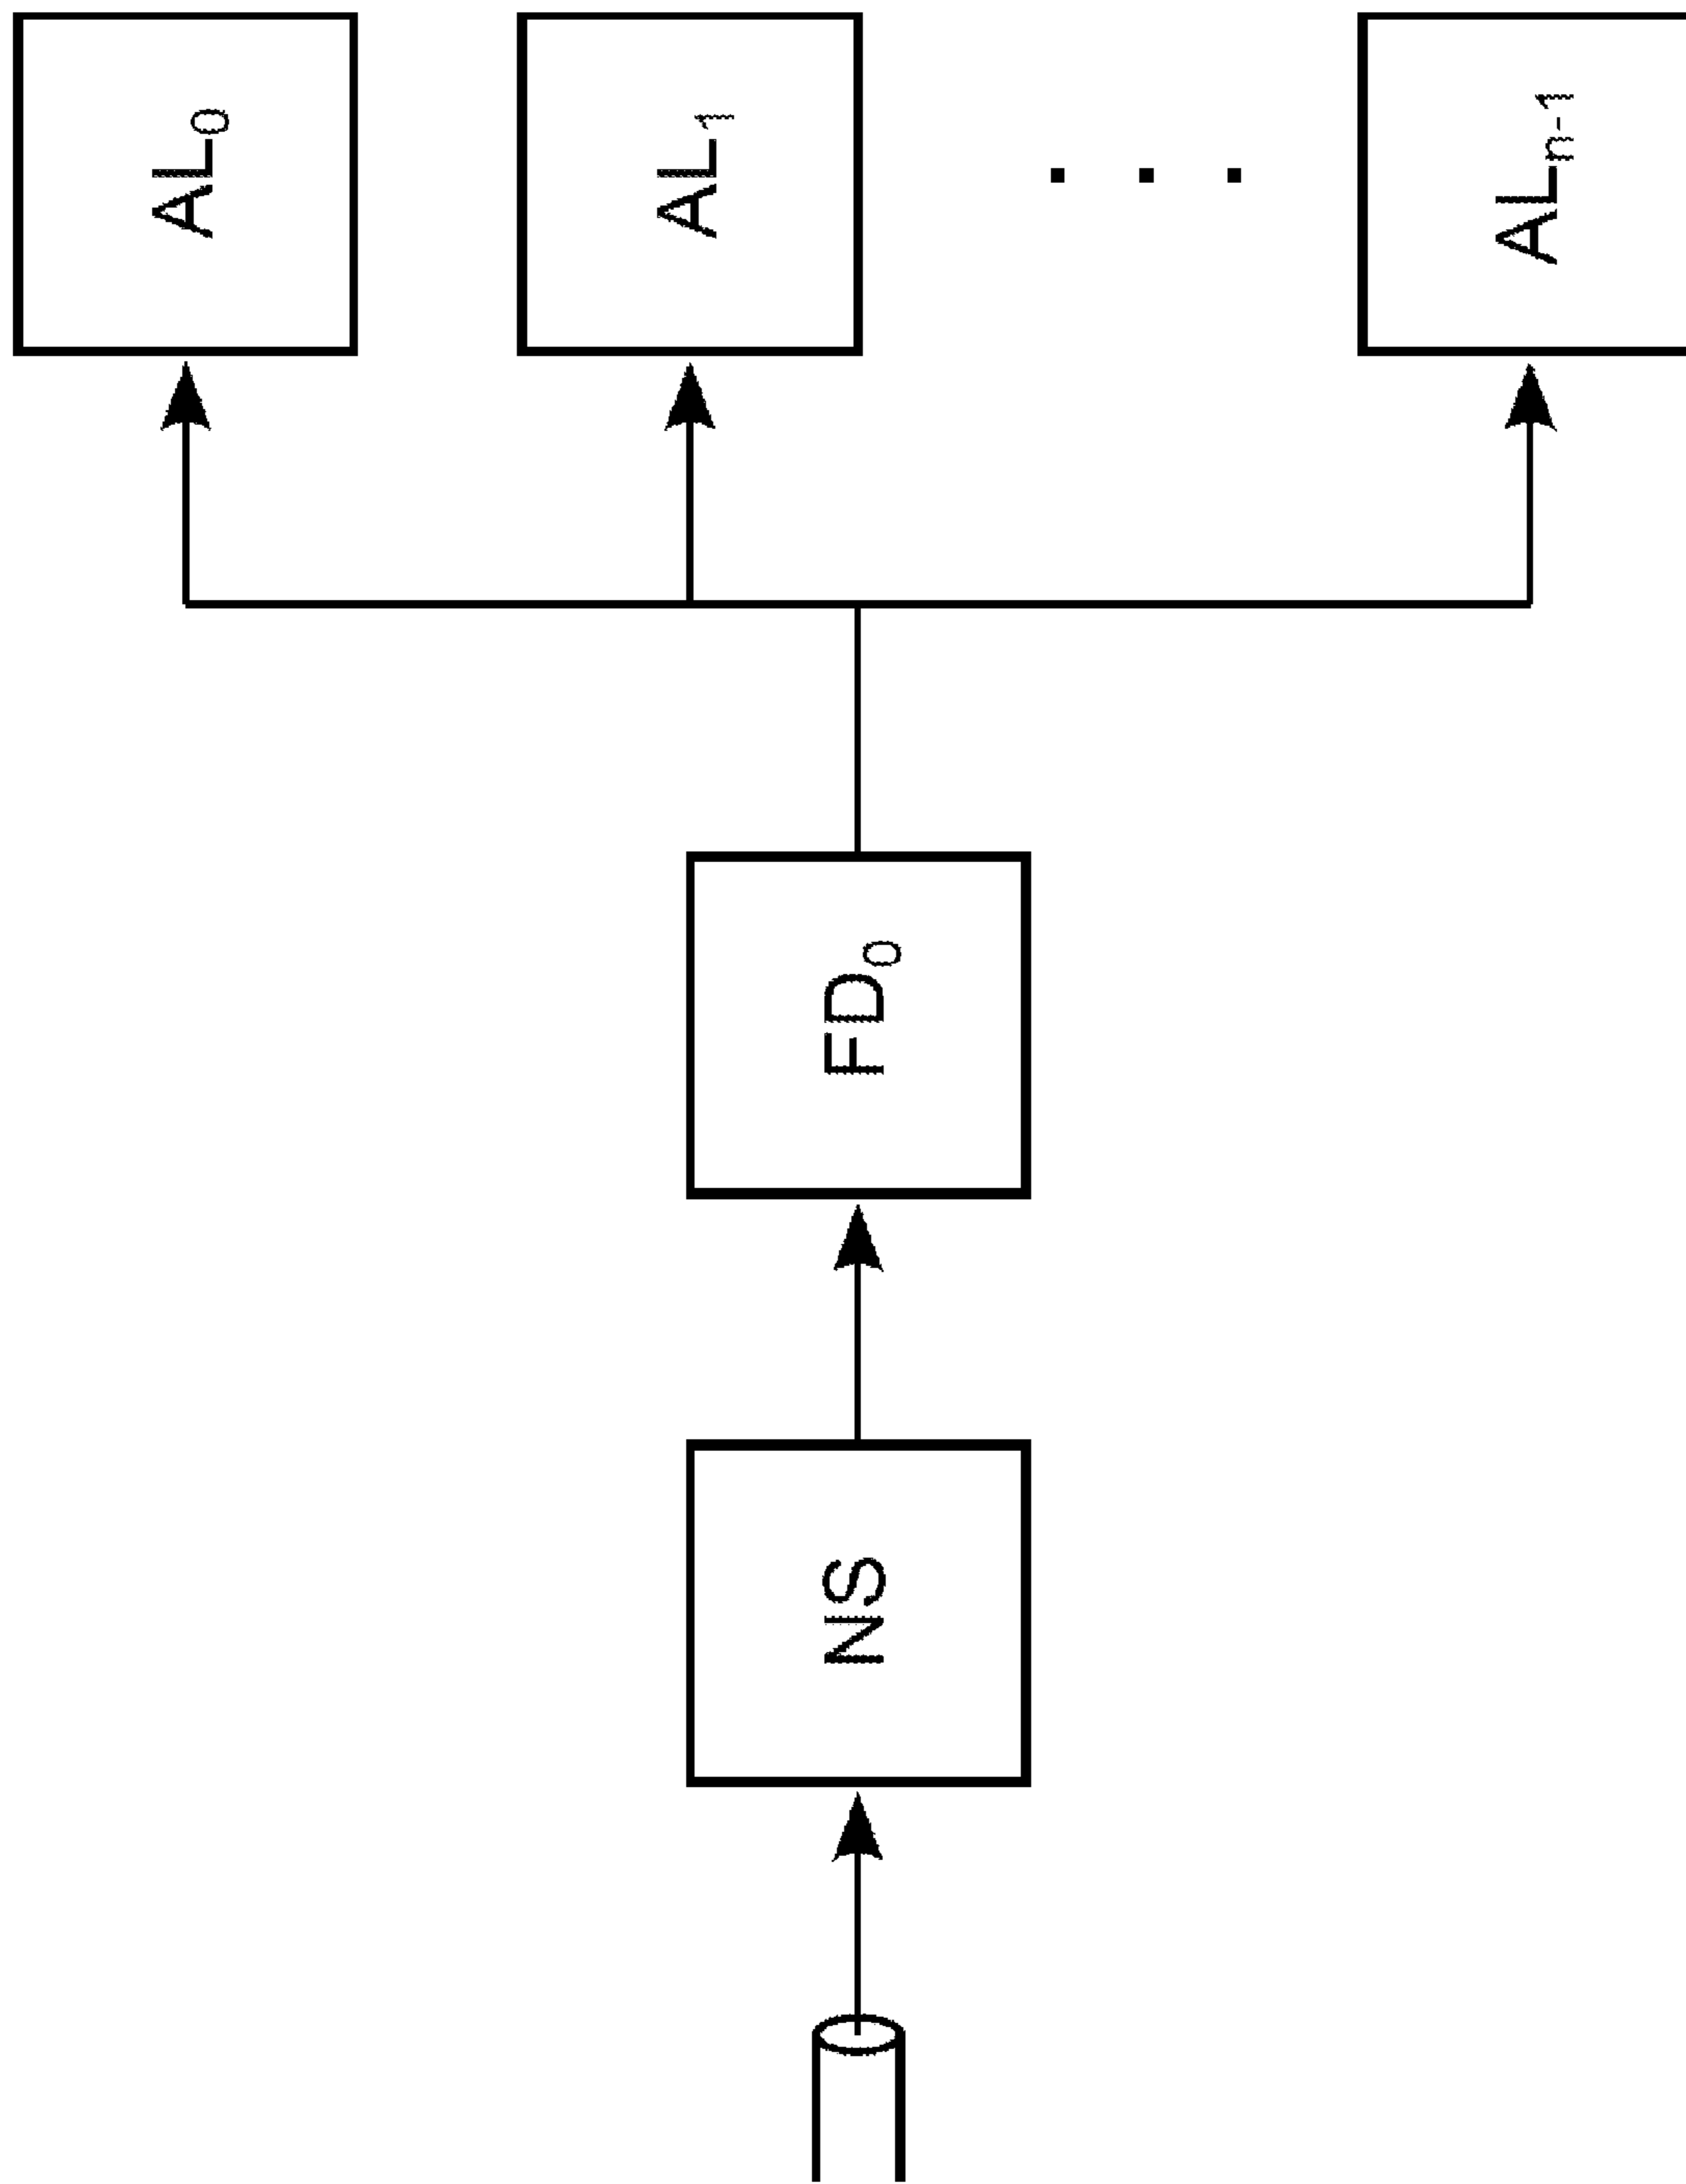 NS
FD0
AL0
AL1
. . .
ALn-1